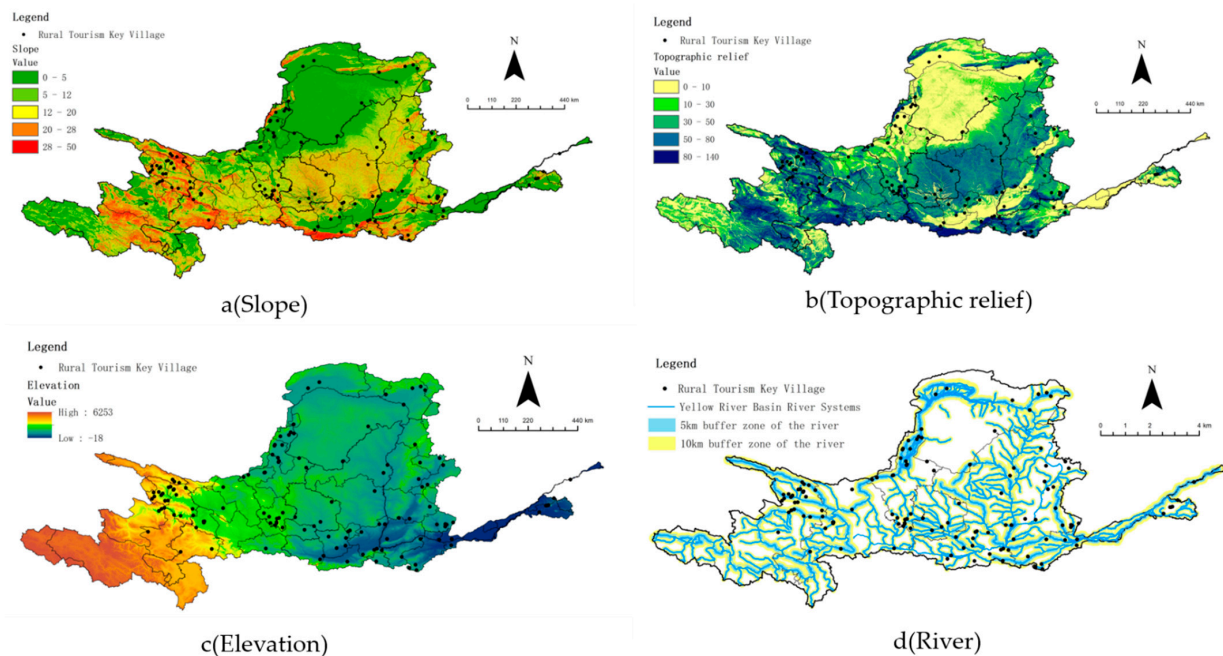 Legend
Rural Tourism Key Village
Slope
Value
0 - 5
5 - 12
12 - 20
20 - 28
28 - 50
N
0 110 220 440 km
a(Slope)
Legend
Rural Tourism Key Village
Topographic relief
Value
0 - 10
10 - 30
30 - 50
50 - 80
80 - 140
N
0 110 220 440 km
b(Topographic relief)
Legend
Rural Tourism Key Village
Elevation
Value
High : 6253
Low : -18
N
0 110 220 440 km
c(Elevation)
Legend
Rural Tourism Key Village
Yellow River Basin River Systems
5km buffer zone of the river
10km buffer zone of the river
N
0 1 2 4 km
d(River)